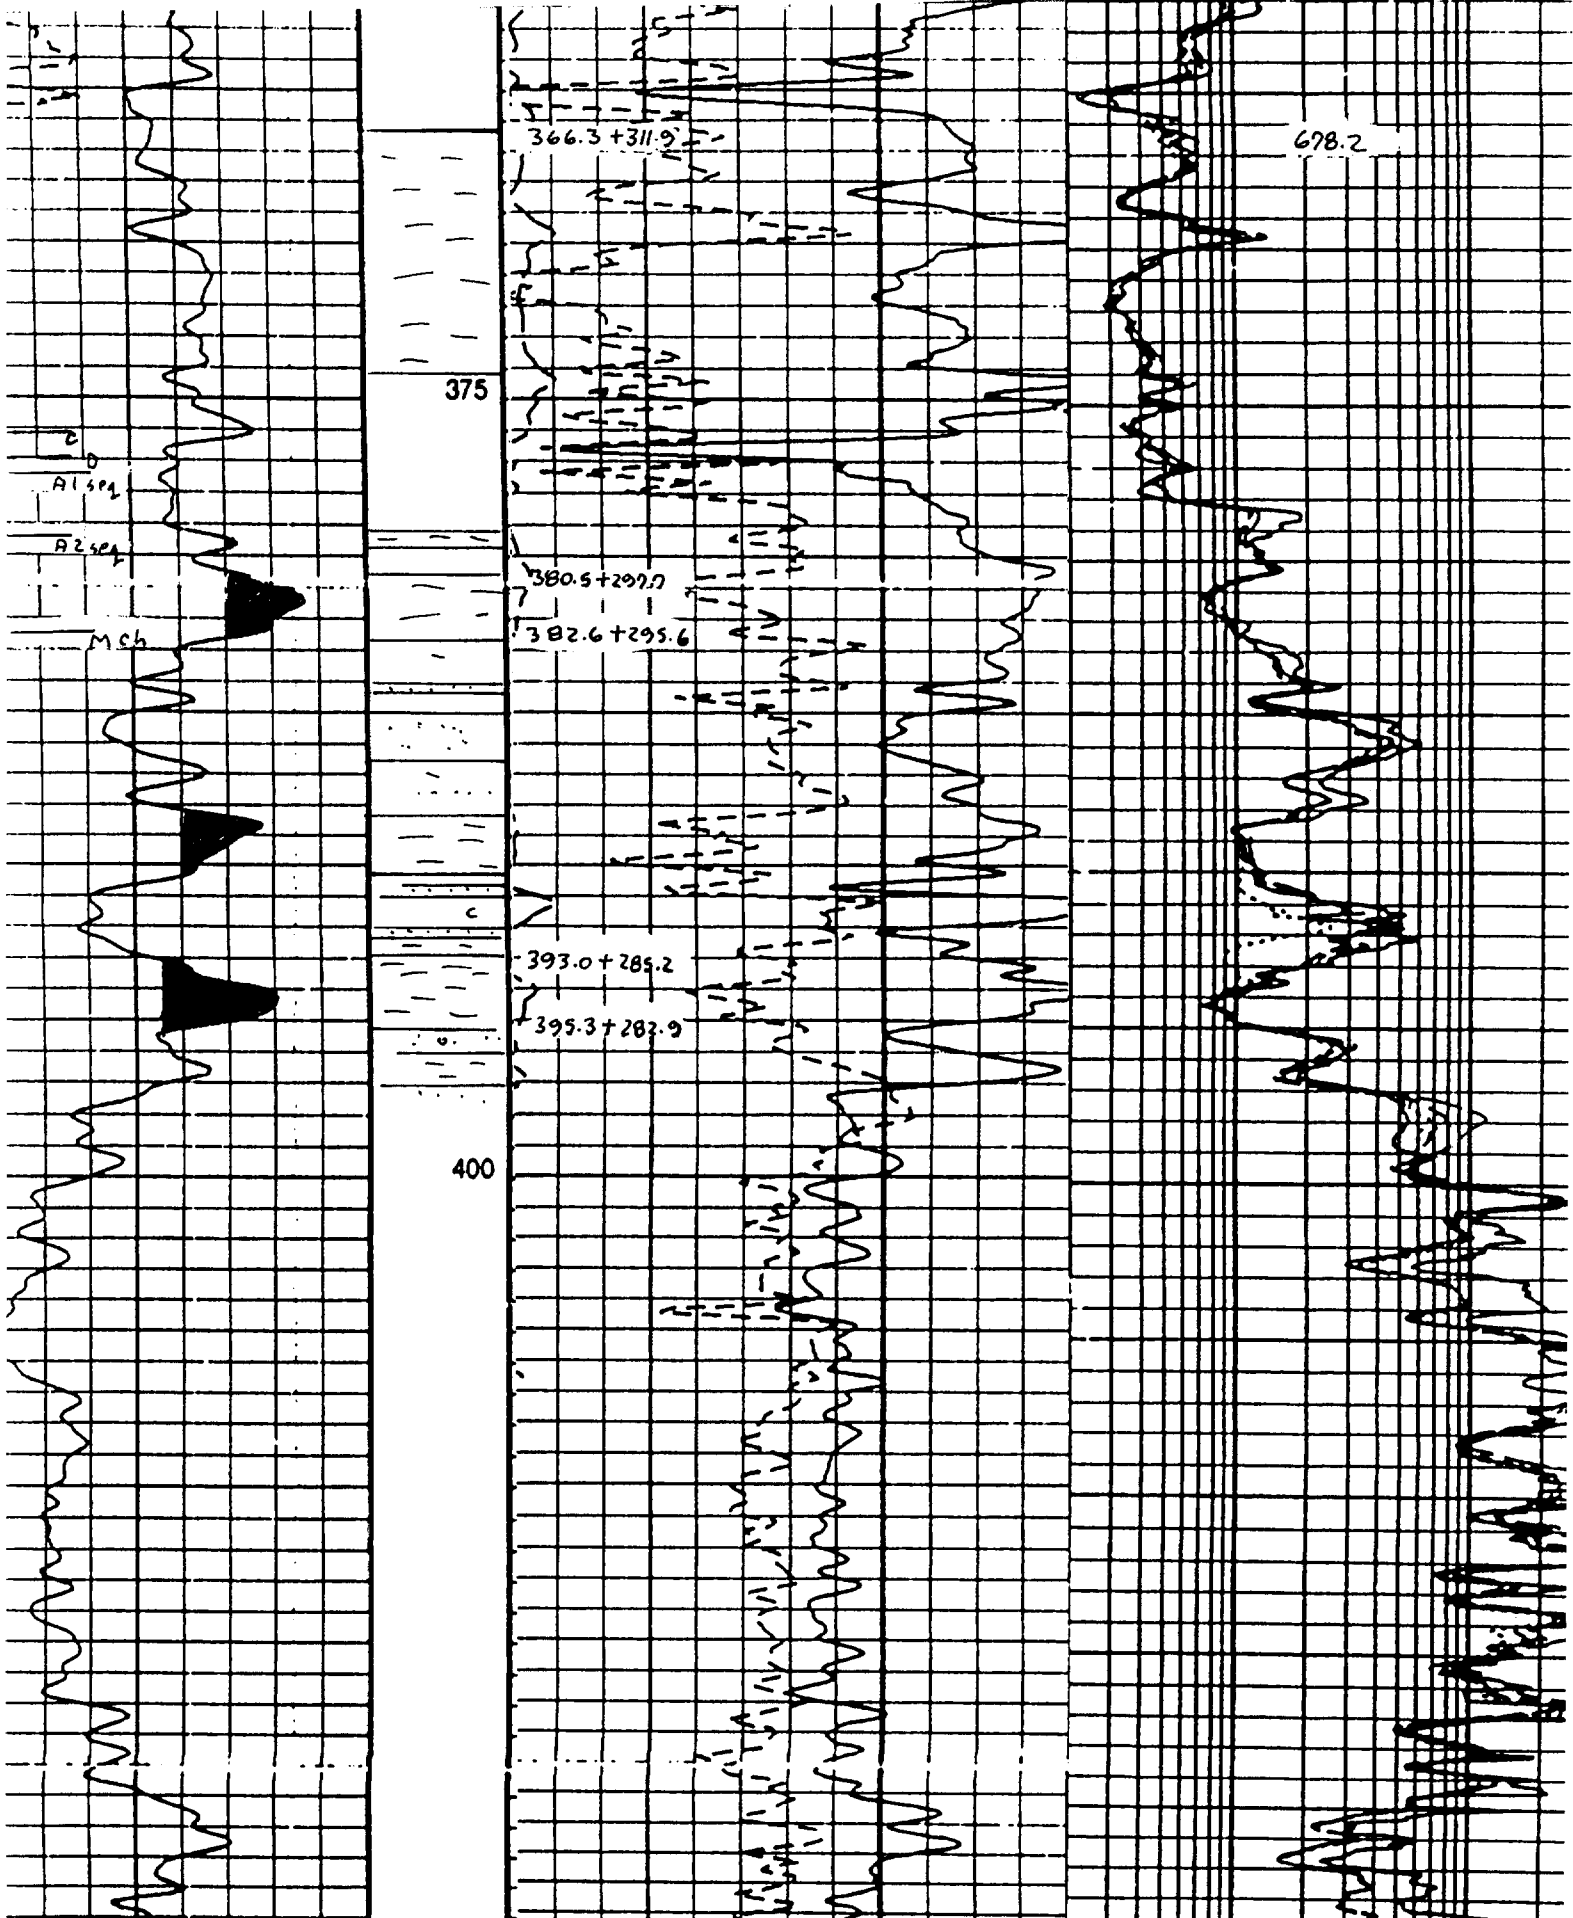 366.3 + 311.9
678.2
375
C
D
A1 seq
A2 seq
380.5 + 297.7
382.6 + 295.6
M Ch
C
393.0 + 285.2
395.3 + 282.9
400